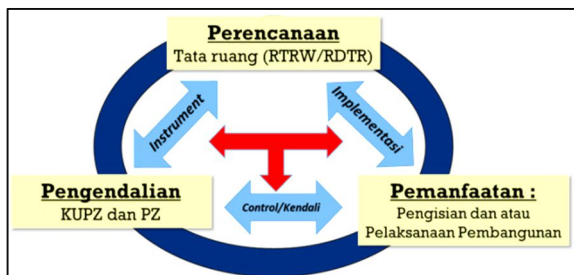 Perencanaan
Tata ruang (RTRW/RDTR)
Instrument
Implementasi
Pengendalian
KUPZ dan PZ
Control/Kendali
Pemanfaatan :
Pengisian dan atau
Pelaksanaan Pembangunan